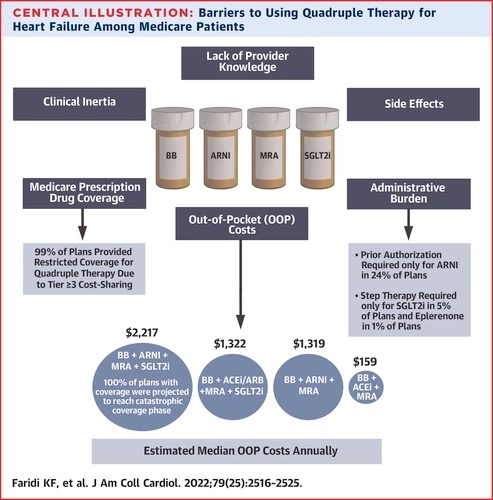 CENTRAL ILLUSTRATION: Barriers to Using Quadruple Therapy for
Heart Failure Among Medicare Patients
Lack of Provider
Knowledge
Clinical Inertia
Side Effects
BB
ARNI
MRA
SGLT2i
Medicare Prescription
Drug Coverage
Out-of-Pocket (OOP)
Costs
Administrative
Burden
99% of Plans Provided
Restricted Coverage for
Quadruple Therapy Due
to Tier ≥3 Cost-Sharing
• Prior Authorization
Required only for ARNI
in 24% of Plans
• Step Therapy Required
only for SGLT2i in 5%
of Plans and Eplerenone
in 1% of Plans
$2,217
BB + ARNI +
MRA + SGLT2i
100% of plans with
coverage were projected
to reach catastrophic
coverage phase
$1,322
BB + ACEi/ARB
+MRA + SGLT2i
$1,319
BB + ARNI +
MRA
$159
BB +
ACEi +
MRA
Estimated Median OOP Costs Annually
Faridi KF, et al. J Am Coll Cardiol. 2022;79(25):2516–2525.